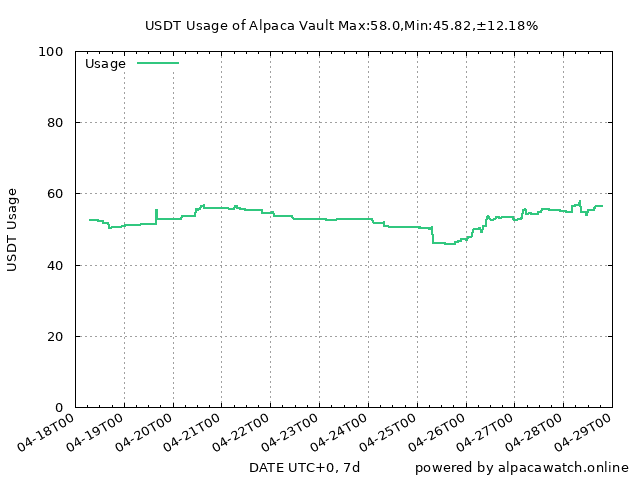 USDT Usage of Alpaca Vault Max:58.0,Min:45.82,±12.18%
100
Usage
80
60
40
20
0
USDT Usage
04-18T00
04-19T00
04-20T00
04-21T00
04-22T00
04-23T00
04-24T00
04-25T00
04-26T00
04-27T00
04-28T00
04-29T00
DATE UTC+0, 7d
powered by alpacawatch.online